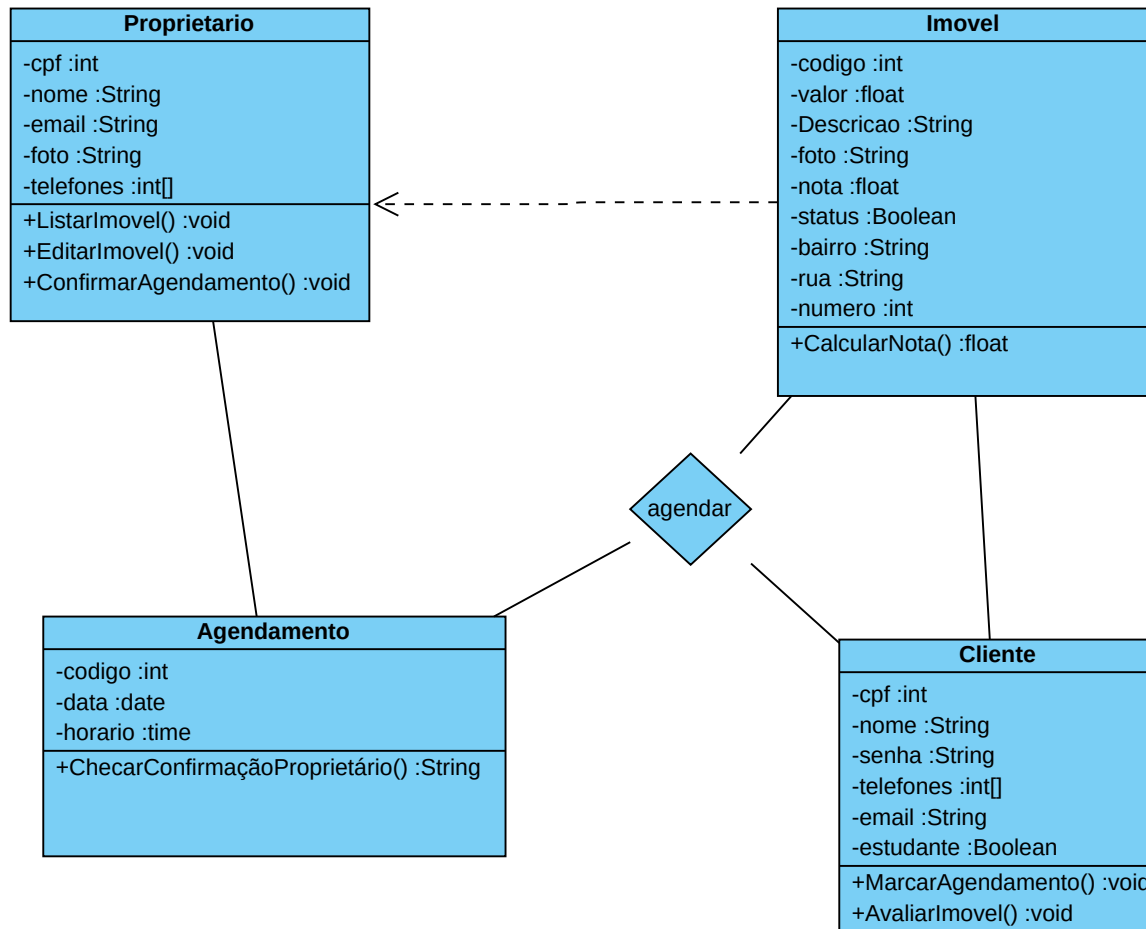 Proprietario
-cpf :int
-nome :String
-email :String
-foto :String
-telefones :int[]
+ListarImovel() :void
+EditarImovel() :void
+ConfirmarAgendamento() :void
Imovel
-codigo :int
-valor :float
-Descricao :String
-foto :String
-nota :float
-status :Boolean
-bairro :String
-rua :String
-numero :int
+CalcularNota() :float
agendar
Agendamento
-codigo :int
-data :date
-horario :time
+ChecarConfirmaçãoProprietário() :String
Cliente
-cpf :int
-nome :String
-senha :String
-telefones :int[]
-email :String
-estudante :Boolean
+MarcarAgendamento() :void
+AvaliarImovel() :void